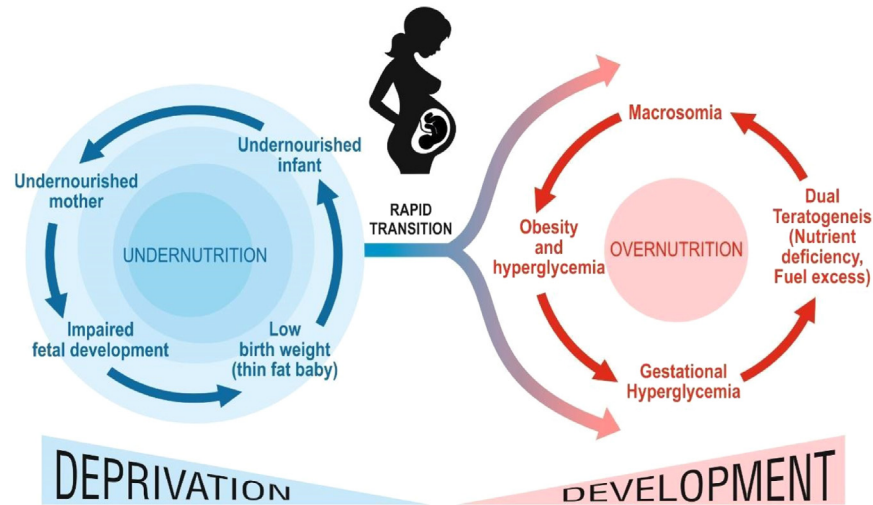 Undernourished
infant
Undernourished
mother
UNDERNUTRITION
Impaired
fetal development
Low
birth weight
(thin fat baby)
RAPID
TRANSITION
Macrosomia
Obesity
and
hyperglycemia
OVERNUTRITION
Dual
Teratogeneis
(Nutrient
deficiency,
Fuel excess)
Gestational
Hyperglycemia
DEPRIVATION
DEVELOPMENT